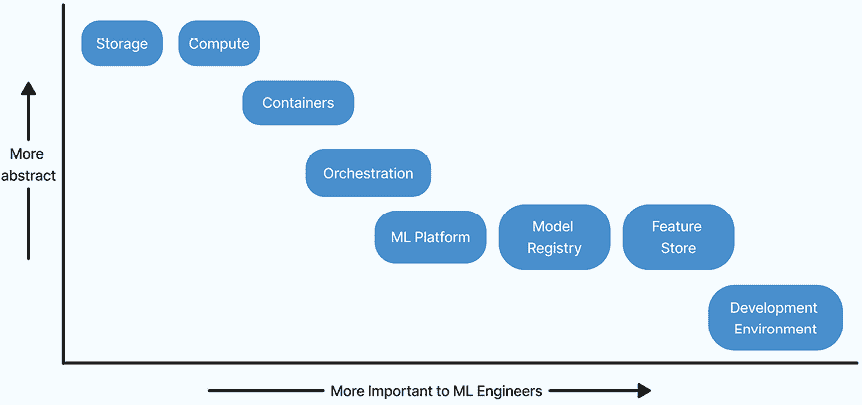 Storage
Compute
Containers
More
abstract
Orchestration
ML Platform
Model
Registry
Feature
Store
Development
Environment
More Important to ML Engineers